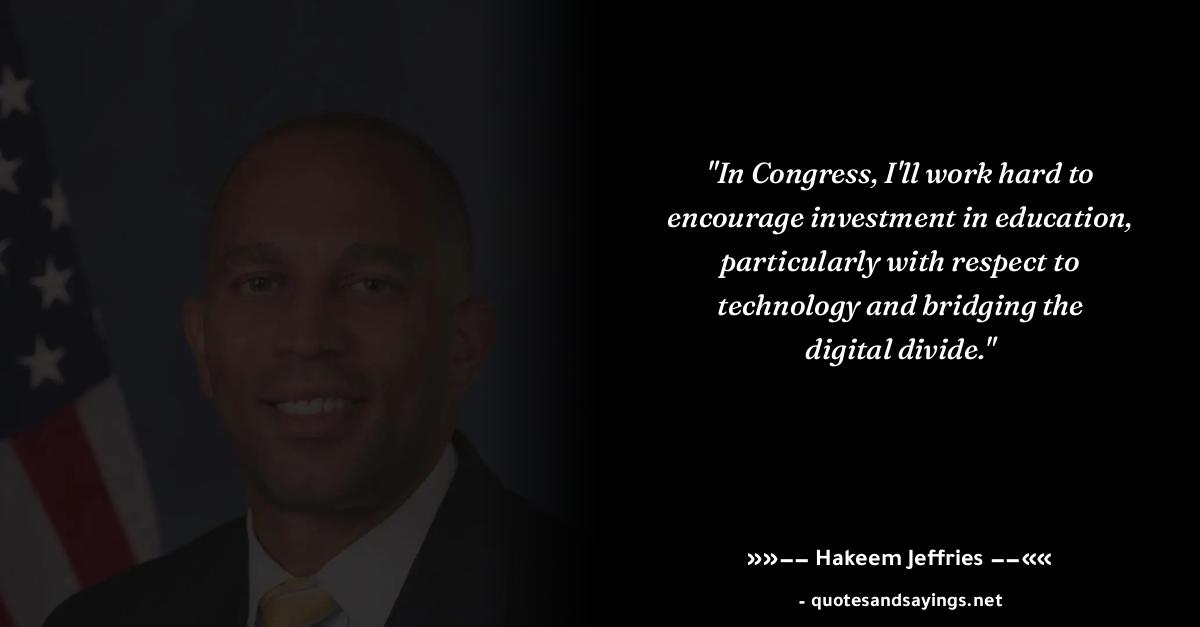 "In Congress, I'll work hard to
encourage investment in education,
particularly with respect to
technology and bridging the
digital divide."
»»−− Hakeem Jeffries −−««
- quotesandsayings.net